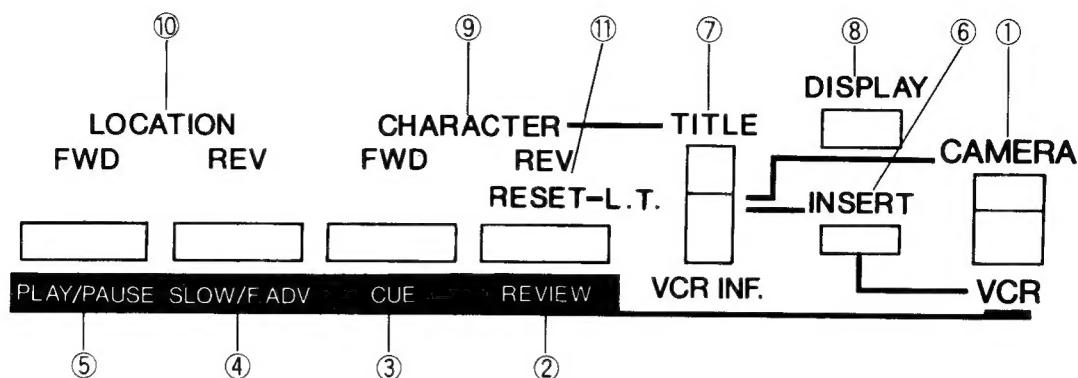 ⑩ ⑨ ⑪ ⑦ ⑧ ⑥ ①
DISPLAY
LOCATION CHARACTER TITLE
FWD REV FWD REV CAMERA
RESET-L.T. INSERT
PLAY/PAUSE SLOW/F.ADV CUE REVIEW VCR INF. VCR
⑤ ④ ③ ②